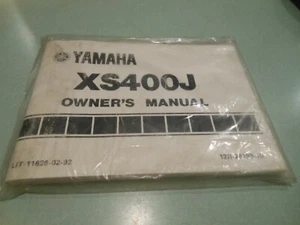 YAMAHA
XS400J
OWNER'S MANUAL
LIT-11626-02-32